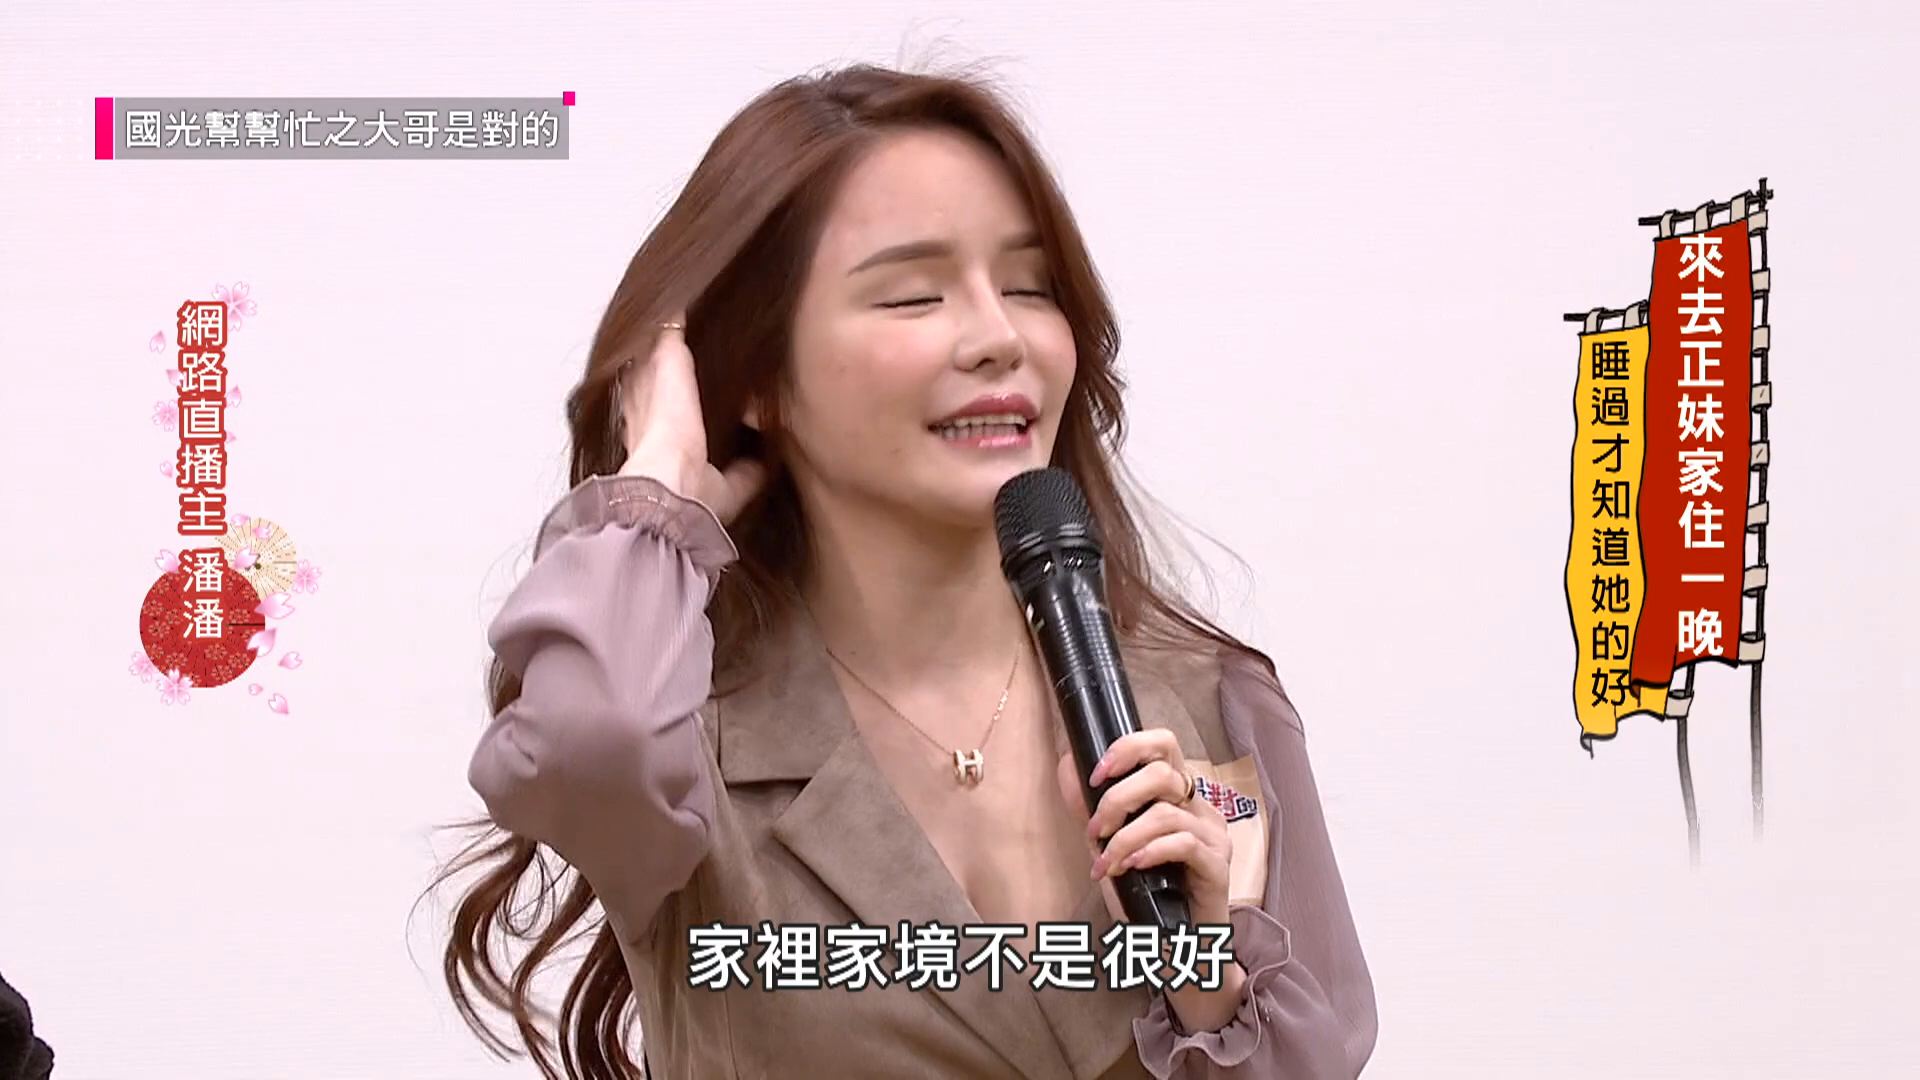 國光幫幫忙之大哥是對的
來去正妹家住一晚
睡過才知道她的好
網路直播主 潘潘
家裡家境不是很好